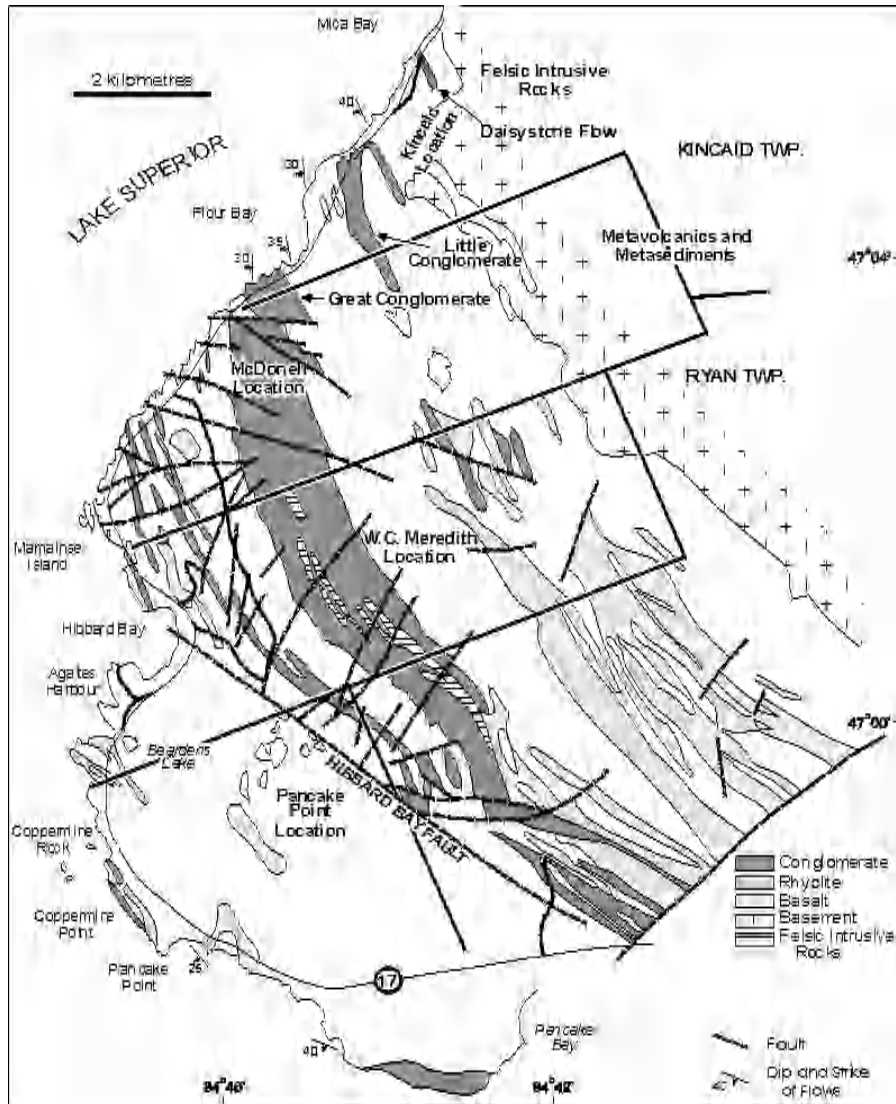 Mica Bay
2 kilometres
Felsic Intrusive
Rocks
40
Daisystone Flow
Kincaid
Location
LAKE SUPERIOR
KINCAID TWP.
30
Flour Bay
Little
Conglomerate
Metavolcanics and
Metasediments
35
30
47°04'
Great Conglomerate
McDonell
Location
RYAN TWP.
W.C. Meredith
Location
Mamainse
Island
Hibbard Bay
Agates
Harbour
47°00'
Beardens
Lake
HIBBARD BAY FAULT
Pancake
Point
Location
Coppermine
Rock
Coppermine
Point
Pancake
Point
25
17
Conglomerate
Rhyolite
Basalt
Basement
Felsic Intrusive
Rocks
Pancake
Bay
40
Fault
Dip and Strike
of Flows